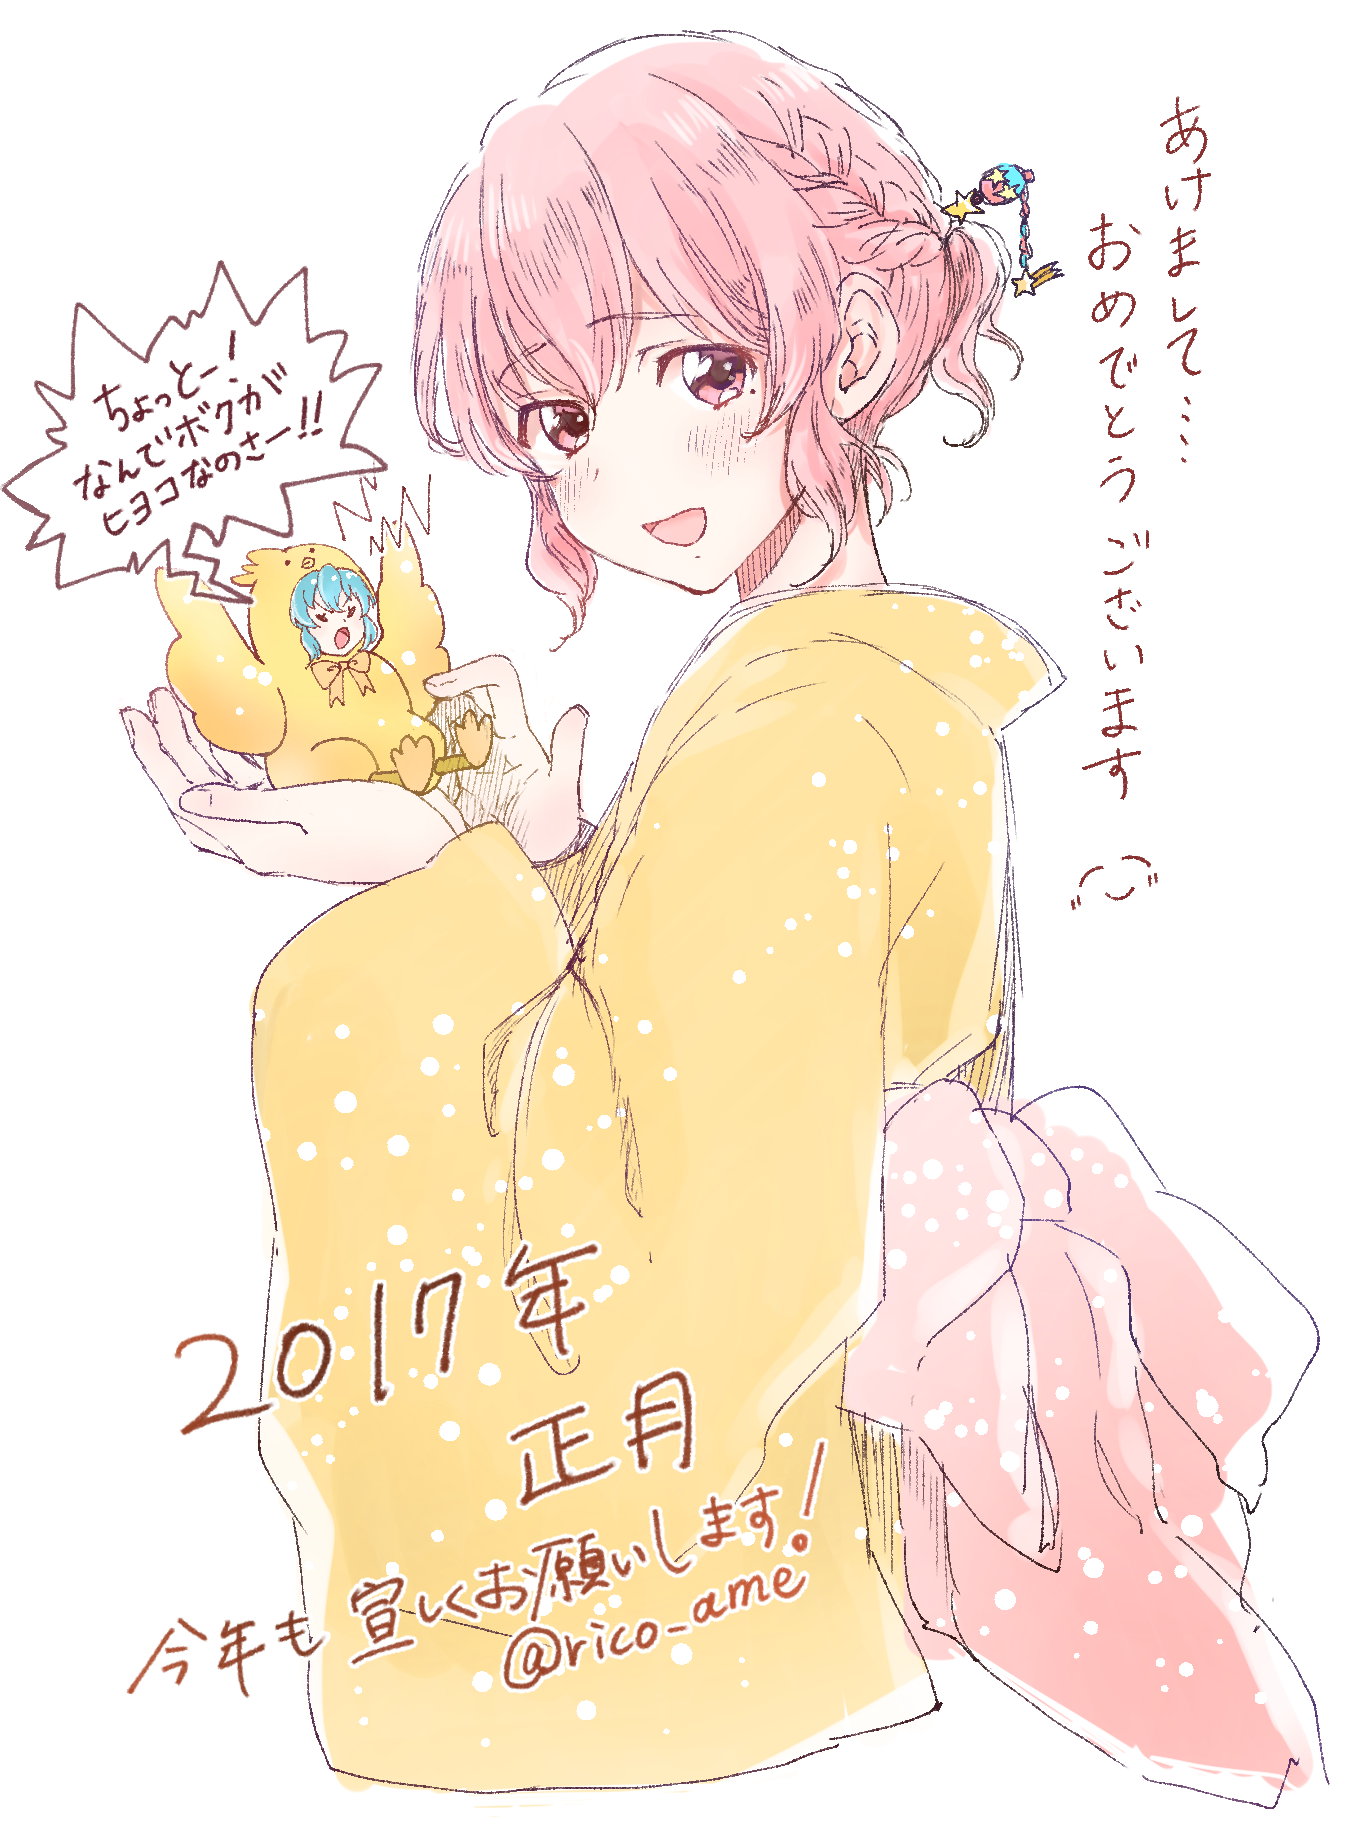 あけまして…
おめでとうございます
ちょっとー!
なんでボクが
ヒヨコなのさー!!
2017年
正月
今年も宜しくお願いします!
@rico_ame